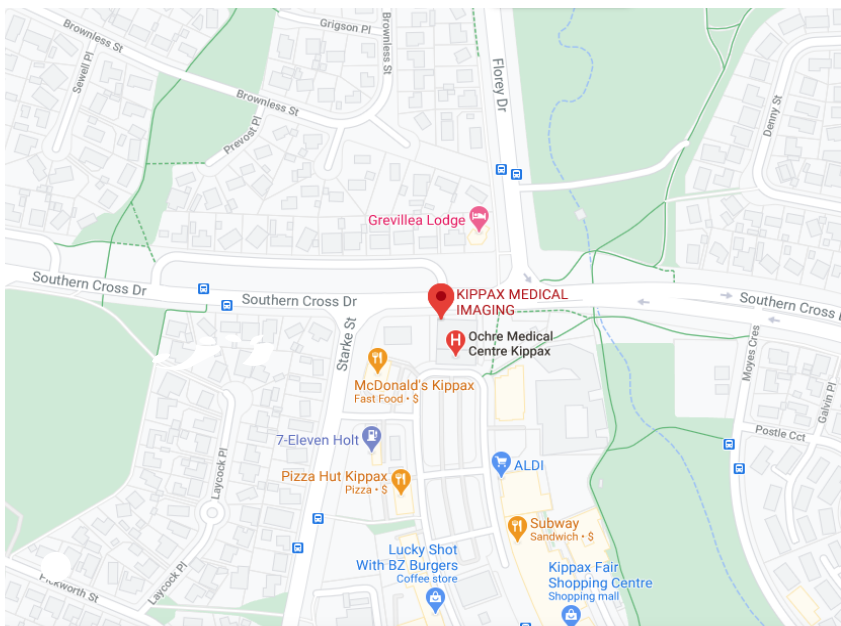 Grigson Pl
Brownless St
Brownless St
Sewell Pl
Florey Dr
Brownless St
Denny St
Prevost Pl
Grevillea Lodge
Southern Cross Dr
Southern Cross Dr
KIPPAX MEDICAL
IMAGING
Southern Cross D
Starke St
Ochre Medical
Centre Kippax
Moyes Cres
McDonald's Kippax
Fast Food • $
Galvin Pl
7-Eleven Holt
Postle Cct
Laycock Pl
ALDI
Pizza Hut Kippax
Pizza • $
Subway
Sandwich • $
Lucky Shot
With BZ Burgers
Coffee store
Kippax Fair
Shopping Centre
Shopping mall
Pickworth St
Laycock Pl